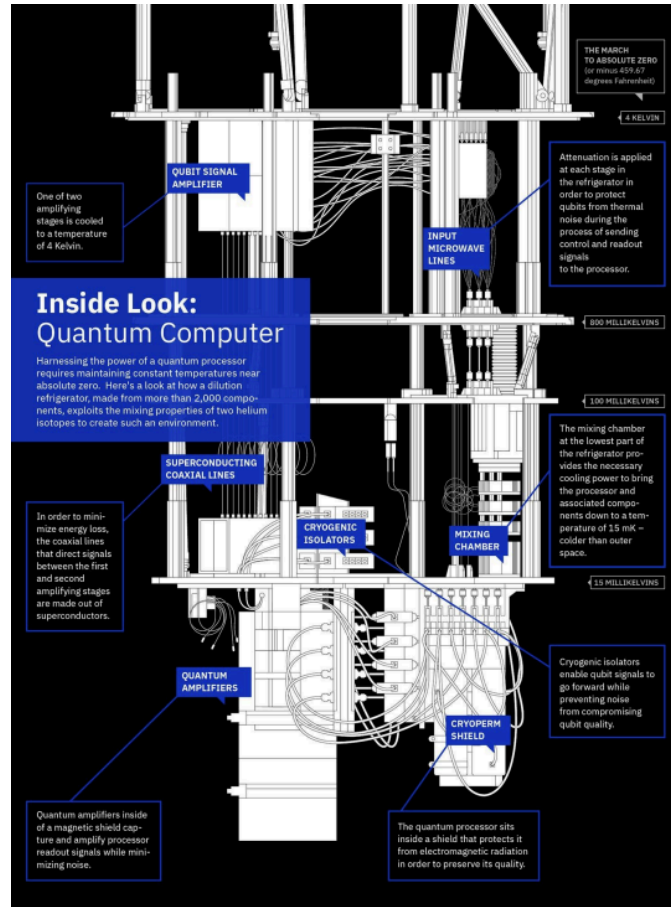 THE MARCH
TO ABSOLUTE ZERO
(or minus 459.67
degrees Fahrenheit)
4 KELVIN
QUBIT SIGNAL
AMPLIFIER
One of two
amplifying
stages is cooled
to a temperature
of 4 Kelvin.
Attenuation is applied
at each stage in
the refrigerator in
order to protect
qubits from thermal
noise during the
process of sending
control and readout
signals
to the processor.
INPUT
MICROWAVE
LINES
Inside Look:
Quantum Computer
Harnessing the power of a quantum processor
requires maintaining constant temperatures near
absolute zero. Here's a look at how a dilution
refrigerator, made from more than 2,000 compo-
nents, exploits the mixing properties of two helium
isotopes to create such an environment.
800 MILLIKELVINS
100 MILLIKELVINS
The mixing chamber
at the lowest part of
the refrigerator pro-
vides the necessary
cooling power to bring
the processor and
associated compo-
nents down to a tem-
perature of 15 mK –
colder than outer
space.
SUPERCONDUCTING
COAXIAL LINES
In order to mini-
mize energy loss,
the coaxial lines
that direct signals
between the first
and second
amplifying stages
are made out of
superconductors.
CRYOGENIC
ISOLATORS
MIXING
CHAMBER
15 MILLIKELVINS
Cryogenic isolators
enable qubit signals to
go forward while
preventing noise
from compromising
qubit quality.
QUANTUM
AMPLIFIERS
CRYOPERM
SHIELD
Quantum amplifiers inside
of a magnetic shield cap-
ture and amplify processor
readout signals while mini-
mizing noise.
The quantum processor sits
inside a shield that protects it
from electromagnetic radiation
in order to preserve its quality.